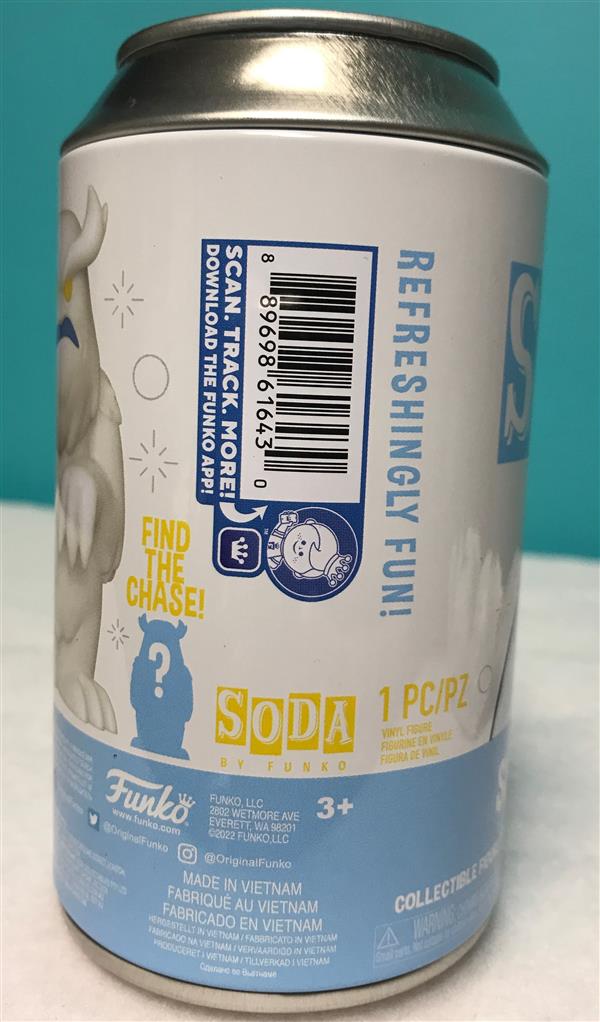 REFRESHINGLY FUN!
8 89698 61643 0
SCAN. TRACK. MORE!
DOWNLOAD THE FUNKO APP!
FIND
THE
CHASE!
?
S
SODA
BY FUNKO
1 PC/PZ
VINYL FIGURE
FIGURINE EN VINYLE
FIGURA DE VINIL
Funko
www.funko.com
@OriginalFunko
@OriginalFunko
FUNKO, LLC
2802 WETMORE AVE
EVERETT, WA 98201
©2022 FUNKO,LLC
3+
MADE IN VIETNAM
FABRIQUÉ AU VIETNAM
FABRICADO EN VIETNAM
HERGESTELLT IN VIETNAM / FABBRICATO IN VIETNAM
FABRICADO NA VIETNAM / VERVAARDIGD IN VIETNAM
PRODUCERET I VIETNAM / TILLVERKAD I VIETNAM
Сделано во Вьетнаме
COLLECTIBLE
WARNING
Small parts. Not